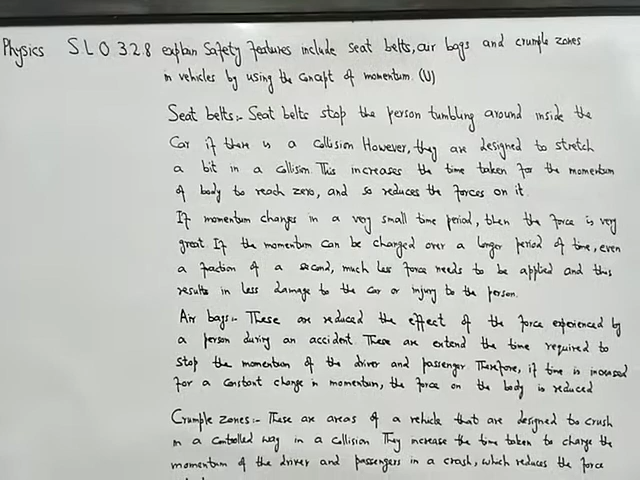 Physics SLO 3.2.8 explain Safety features include seat belts, air bags and crumple zones
in vehicles by using the concept of momentum. (U)
Seat belts:- Seat belts stop the person tumbling around inside the
Car if there is a collision However, they are designed to stretch
a bit in a collision. This increases the time taken for the momentum
of body to reach zero, and so reduces the forces on it.
If momentum changes in a very small time period, then the force is very
great. If the momentum can be changed over a longer period of time, even
a fraction of a second, much less force needs to be applied and this
results in less damage to the car or injury to the person.
Air bags:- These are reduced the effect of the force experienced by
a person during an accident. These are extend the time required to
stop the momentum of the driver and passenger. Therefore, if time is increased
for a constant change in momentum, the force on the body is reduced
Crumple zones:- These are areas of a vehicle that are designed to crush
in a controlled way in a collision They increase the time taken to change the
momentum of the driver and passengers in a crash, which reduces the force